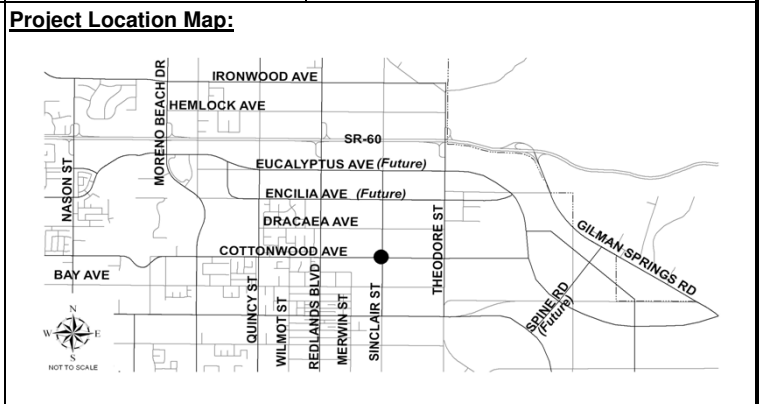 Project Location Map:
IRONWOOD AVE
MORENO BEACH DR
HEMLOCK AVE
SR-60
EUCALYPTUS AVE (Future)
NASON ST
ENCILIA AVE (Future)
DRACAEA AVE
THEODORE ST
GILMAN SPRINGS RD
COTTONWOOD AVE
BAY AVE
QUINCY ST
WILMOT ST
REDLANDS BLVD
MERWIN ST
SINCLAIR ST
SPINE RD
(Future)
N
W E
S
NOT TO SCALE